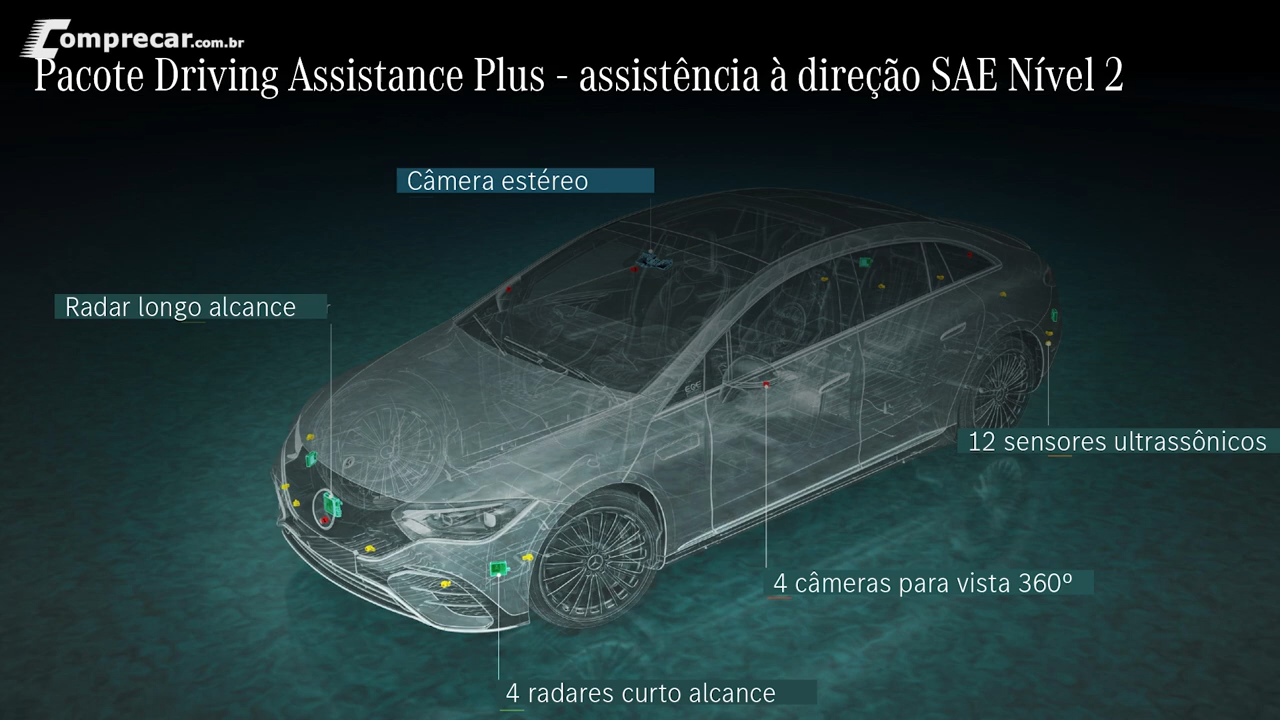 Comprecar.com.br
Pacote Driving Assistance Plus - assistência à direção SAE Nível 2
Câmera estéreo
Radar longo alcance
EQE
12 sensores ultrassônicos
4 câmeras para vista 360º
4 radares curto alcance